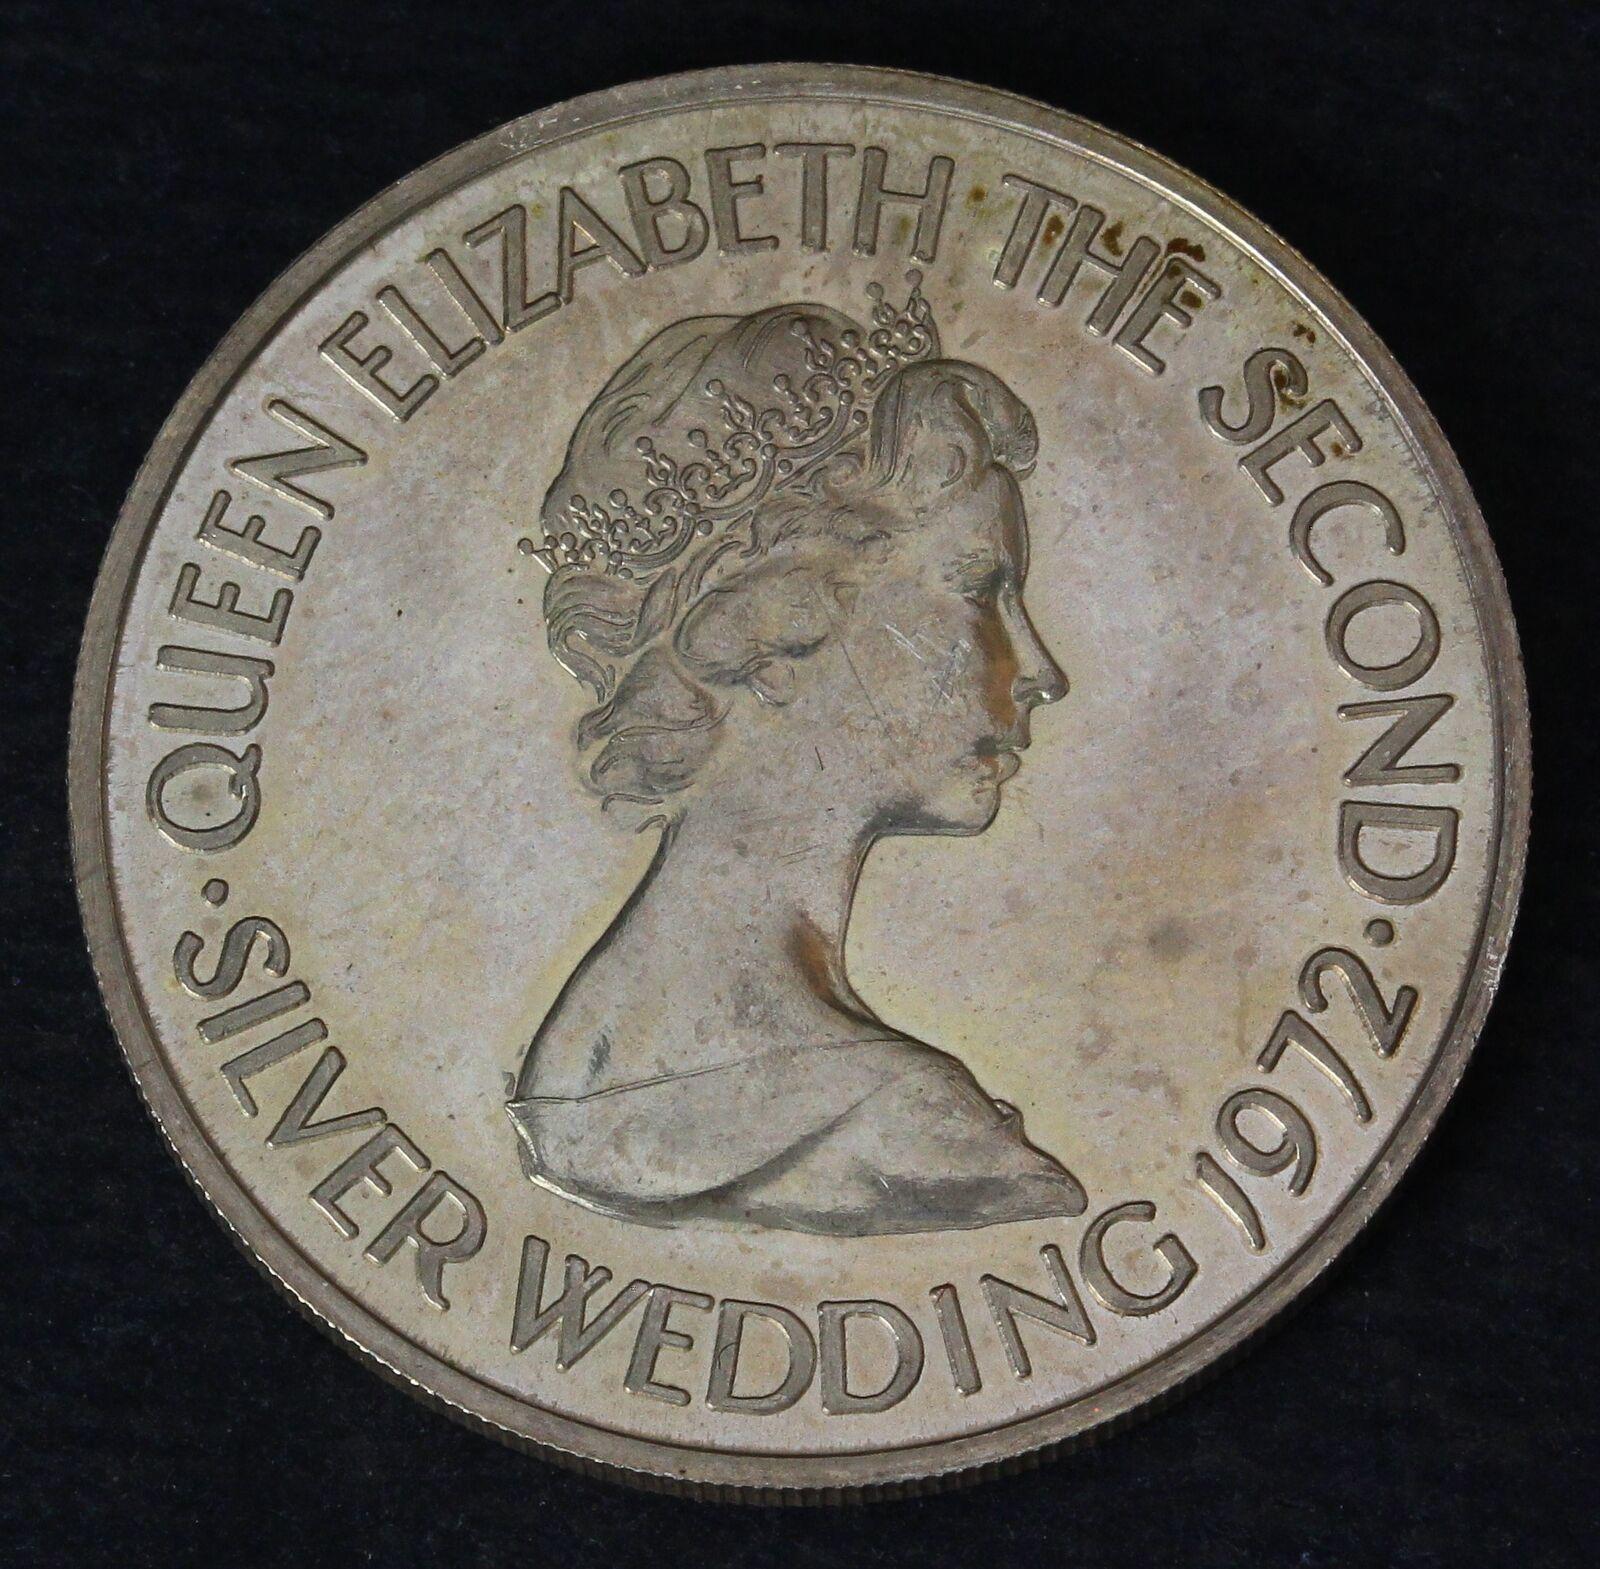 · QUEEN ELIZABETH THE SECOND ·
SILVER WEDDING 1972